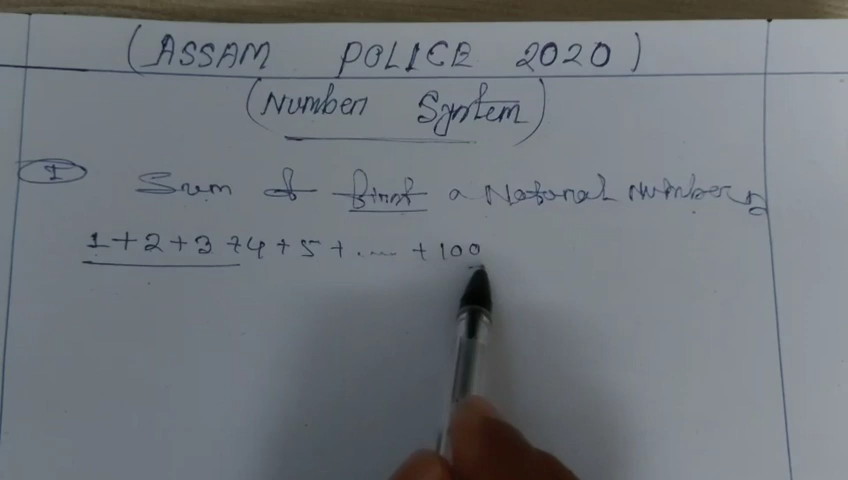 (ASSAM POLICE 2020)
(Number System)
I Sum of first n Natural Numbers
1+2+3+4+5+.... +100